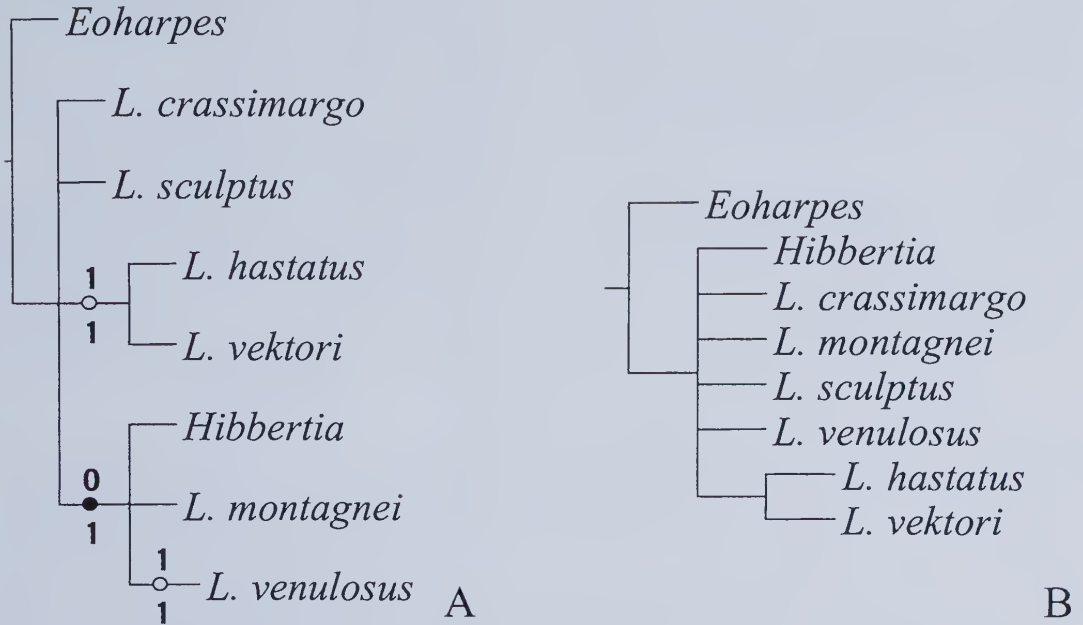 Eoharpes
L. crassimargo
L. sculptus
1
L. hastatus
1
L. vektori
Hibbertia
0
L. montagnei
1
1
L. venulosus
1
A
Eoharpes
Hibbertia
L. crassimargo
L. montagnei
L. sculptus
L. venulosus
L. hastatus
L. vektori
B